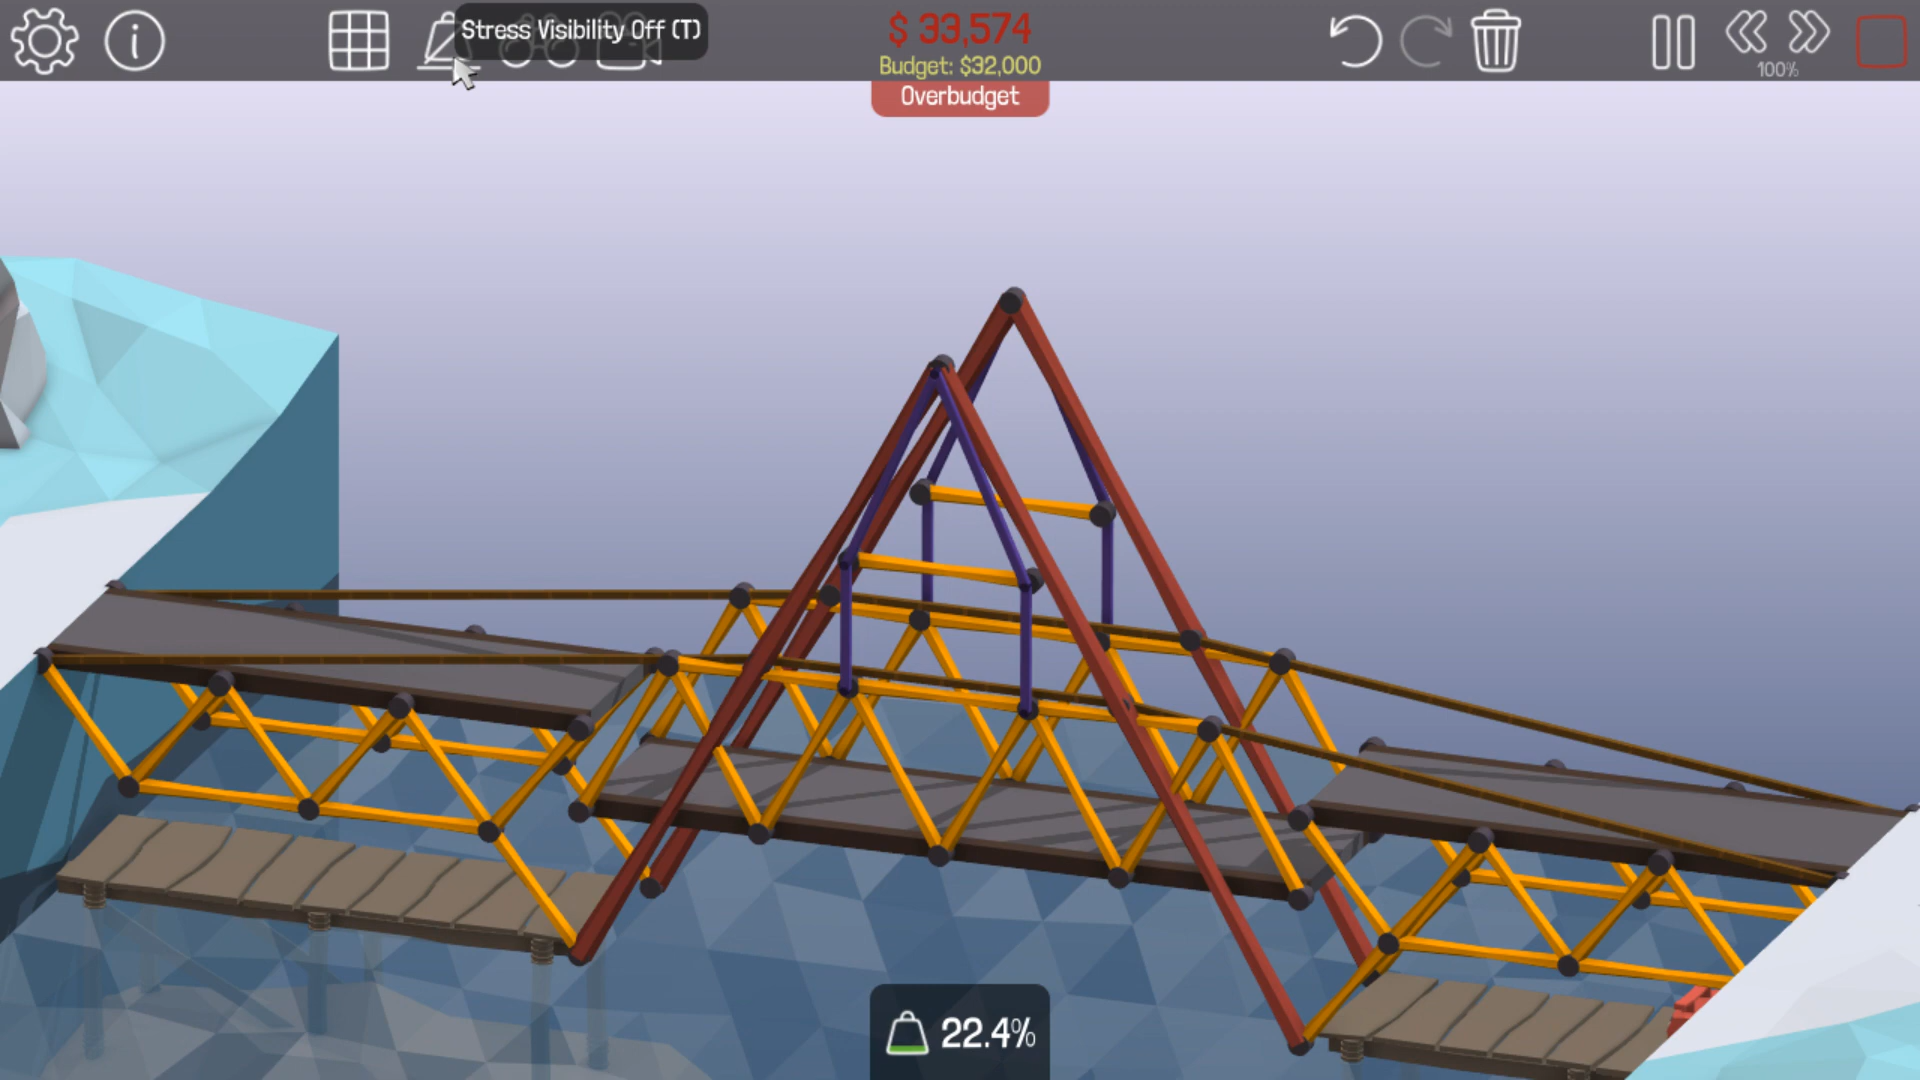 Stress Visibility Off (T)
$ 33,574
Budget: $32,000
Overbudget
100%
22.4%